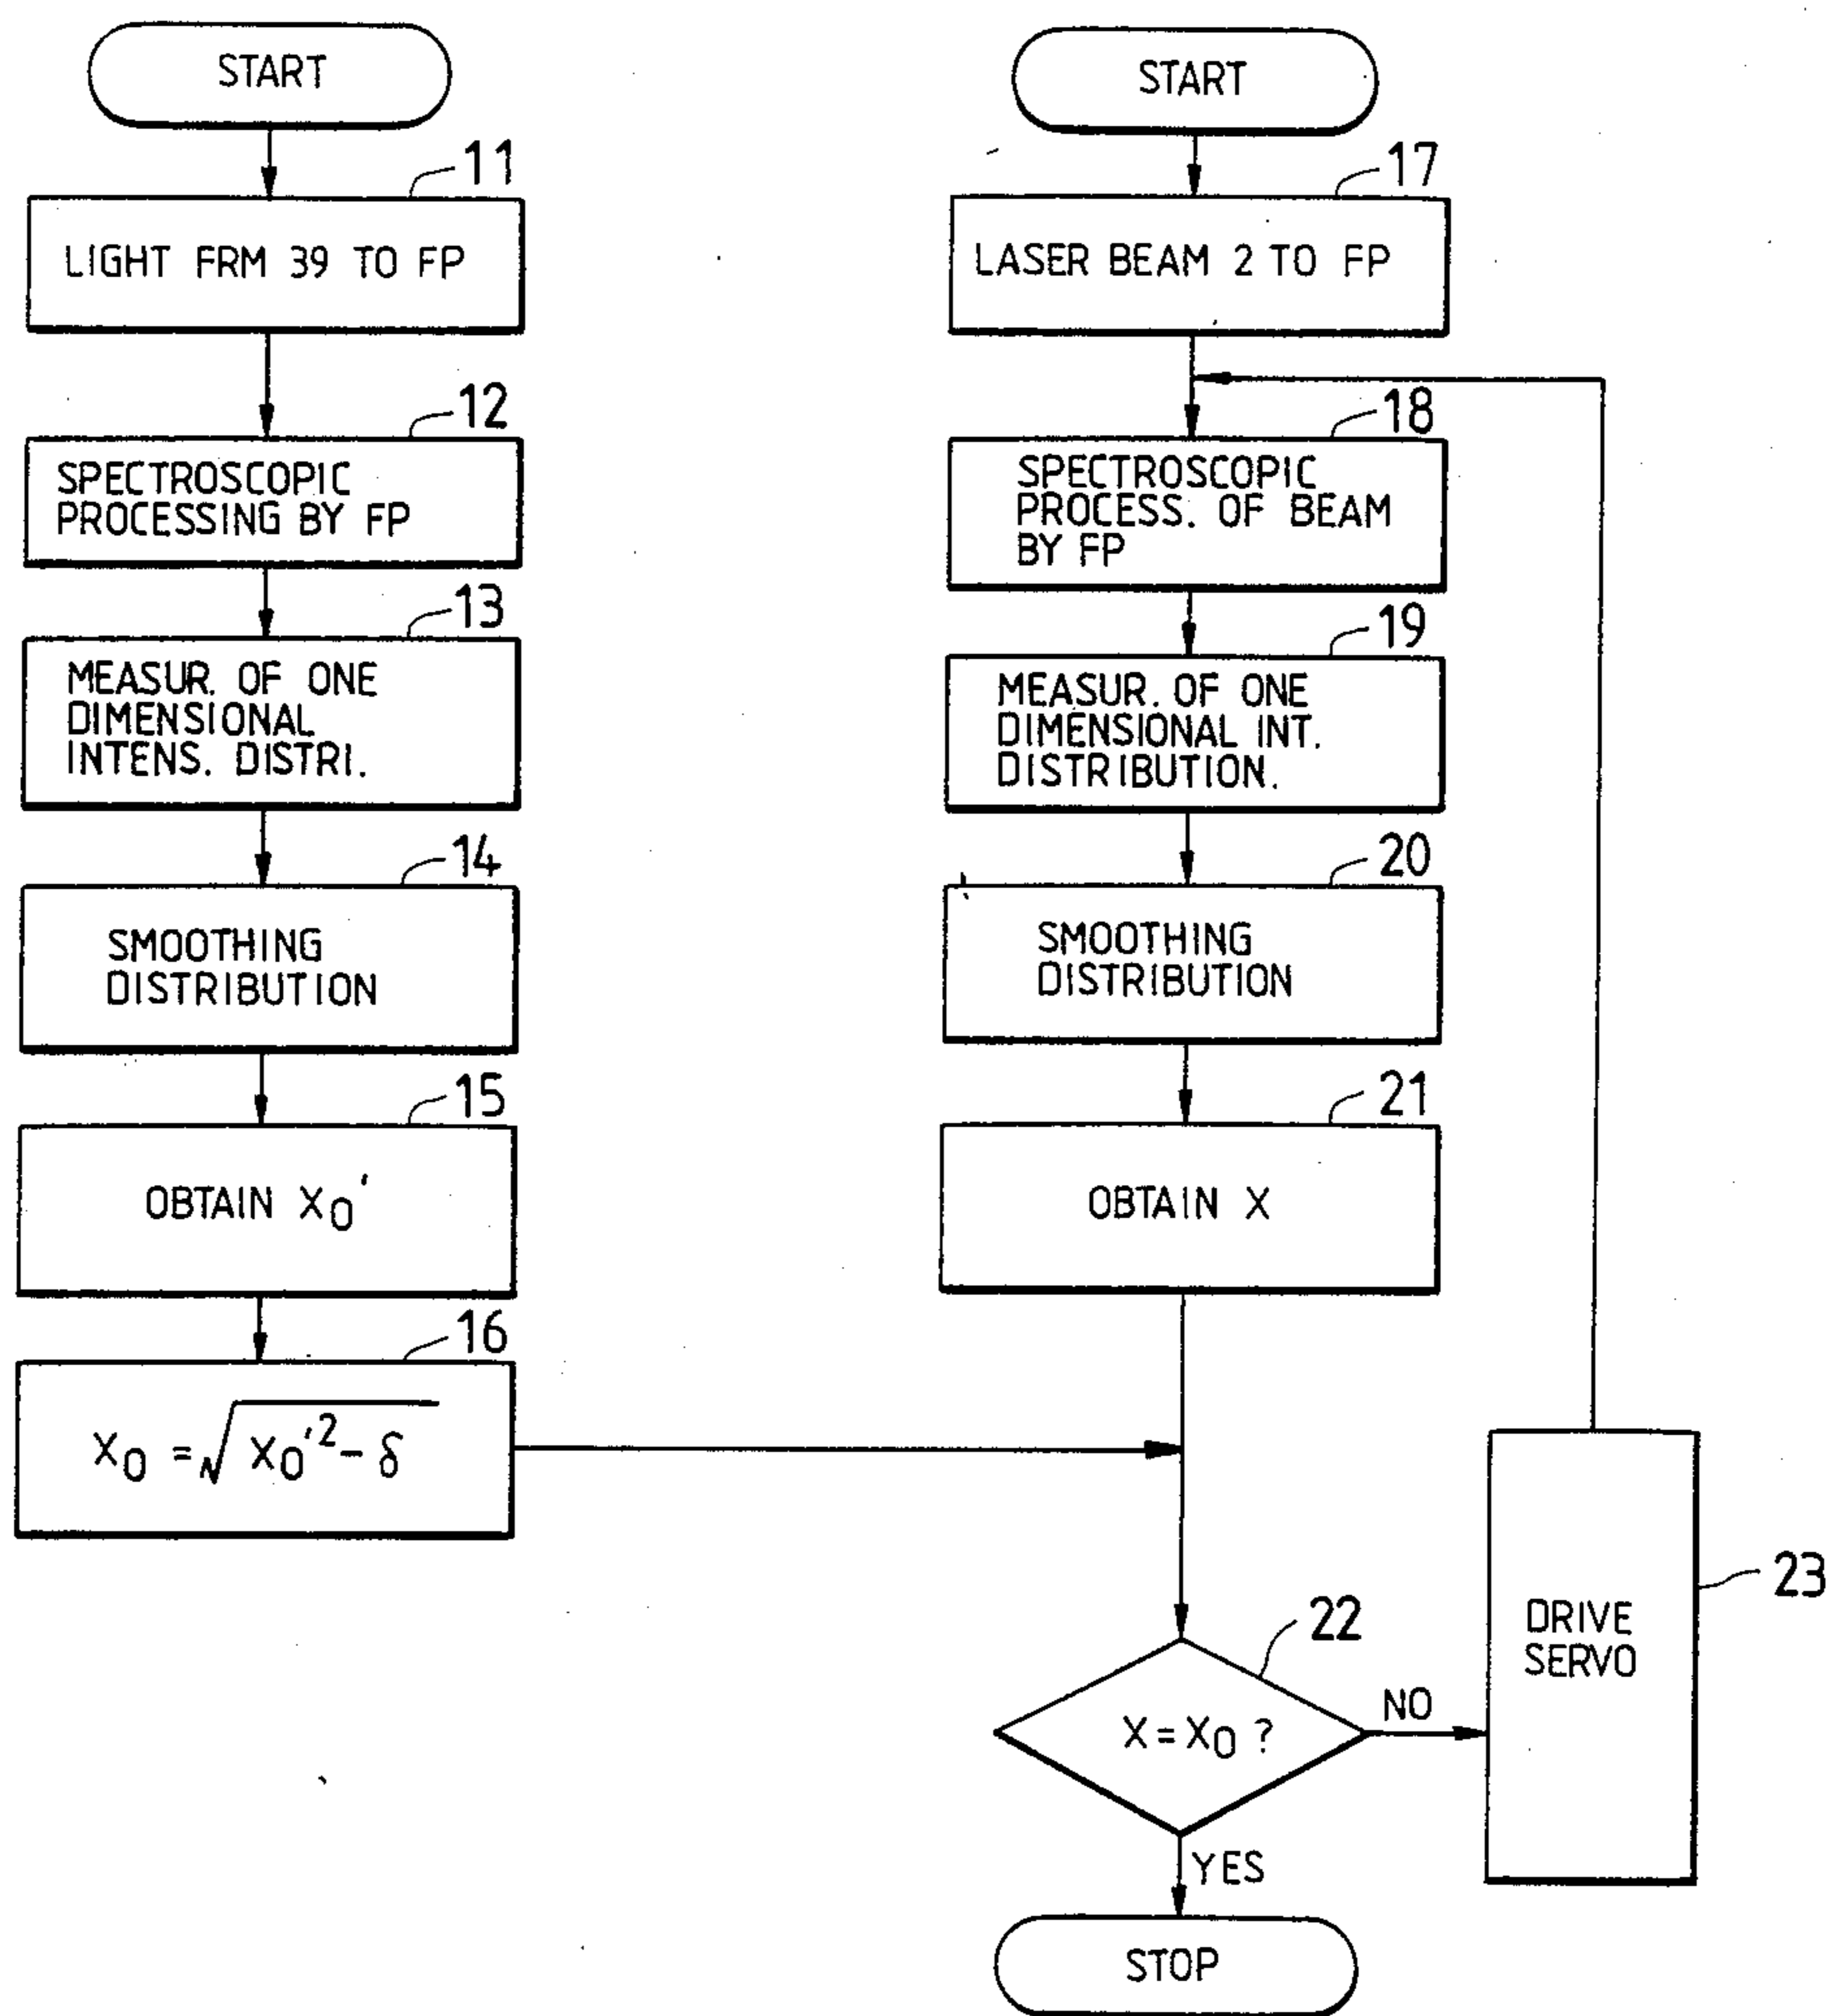 START
11
LIGHT FRM 39 TO FP
12
SPECTROSCOPIC
PROCESSING BY FP
13
MEASUR. OF ONE
DIMENSIONAL
INTENS. DISTRI.
14
SMOOTHING
DISTRIBUTION
15
OBTAIN X₀'
16
X₀ = √X₀'² - δ
START
17
LASER BEAM 2 TO FP
18
SPECTROSCOPIC
PROCESS. OF BEAM
BY FP
19
MEASUR. OF ONE
DIMENSIONAL INT.
DISTRIBUTION.
20
SMOOTHING
DISTRIBUTION
21
OBTAIN X
22
X = X₀ ?
NO
YES
23
DRIVE
SERVO
STOP